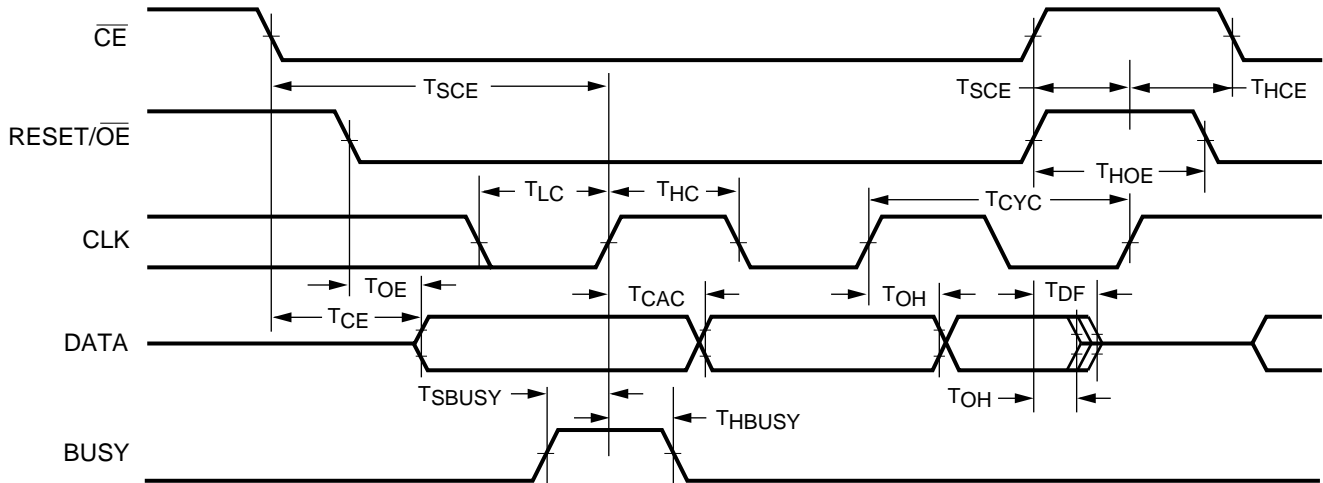 CE
TSCE
TSCE
THCE
RESET/OE
TLC
THC
THOE
TCYC
CLK
TOE
TCAC
TOH
TDF
TCE
DATA
TSBUSY
THBUSY
TOH
BUSY